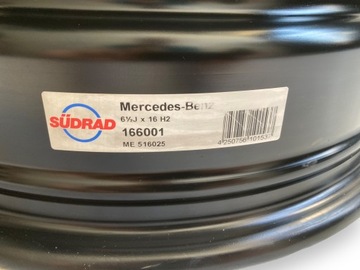 Mercedes-Benz
6½J x 16 H2
SÜDRAD
166001
ME 516025